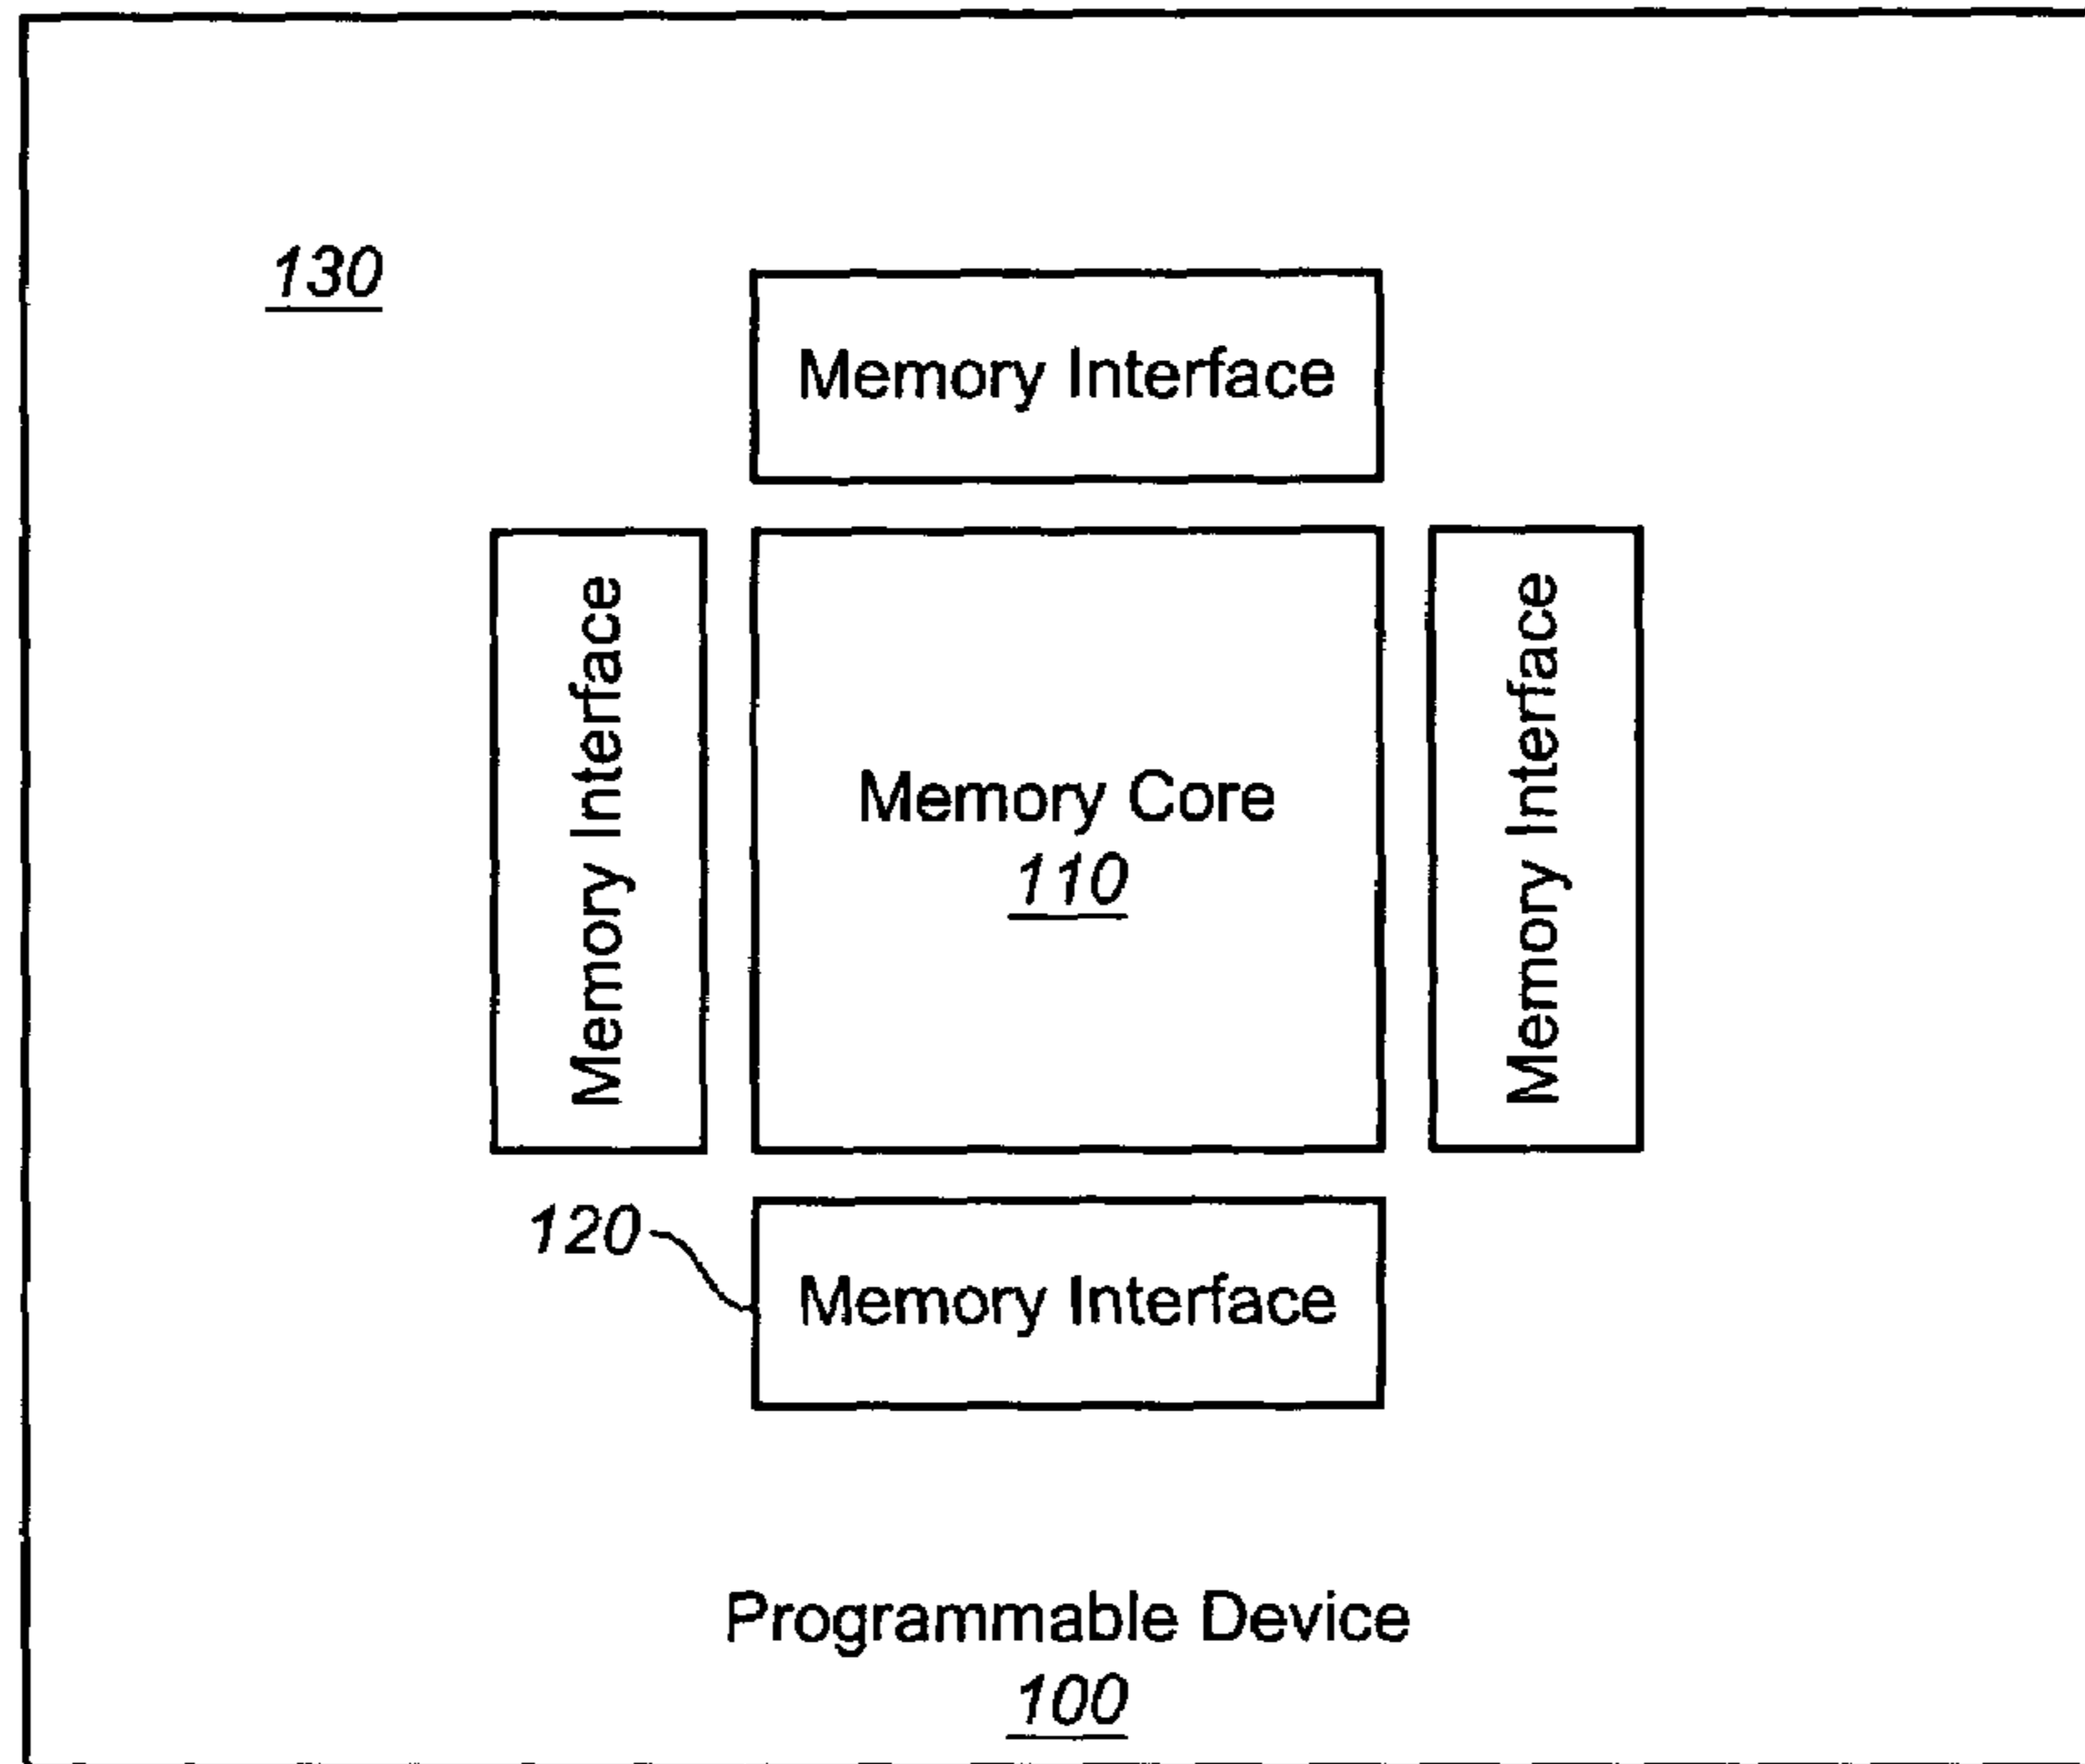 130
Memory Interface
Memory Interface
Memory Core
110
Memory Interface
120
Memory Interface
Programmable Device
100